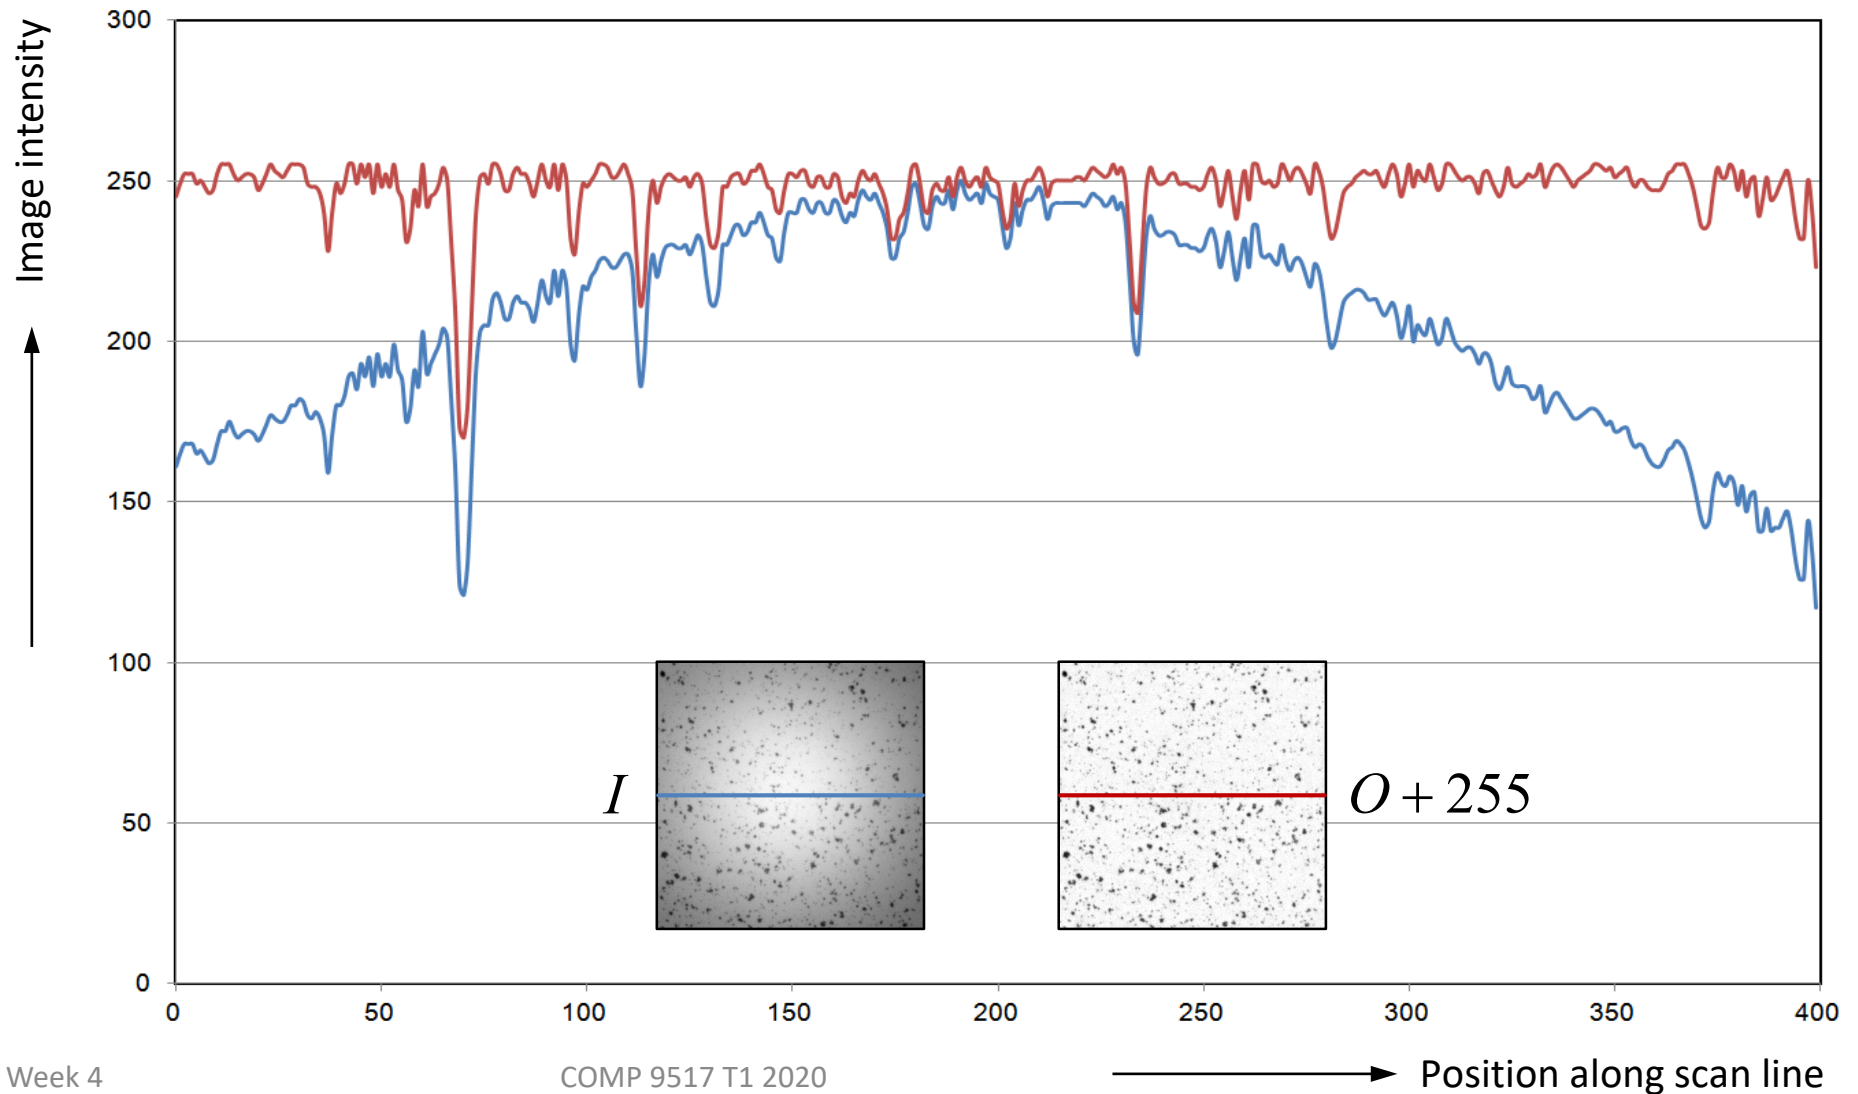 Image intensity
300
250
200
150
100
50
0
I
O + 255
0 50 100 150 200 250 300 350 400
Week 4
COMP 9517 T1 2020
Position along scan line